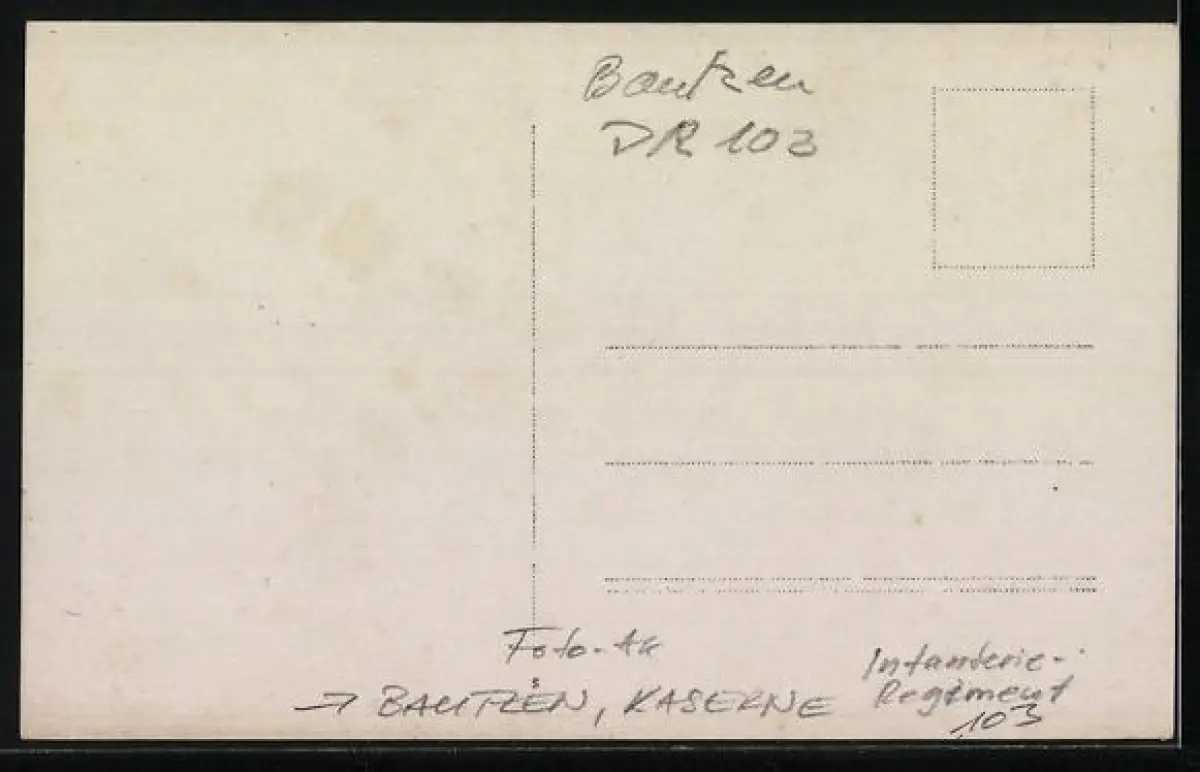 Bautzen
DR 103
Foto-Ak
s
→ BAUTZEN, KASERNE
Infanterie-
Regiment
103